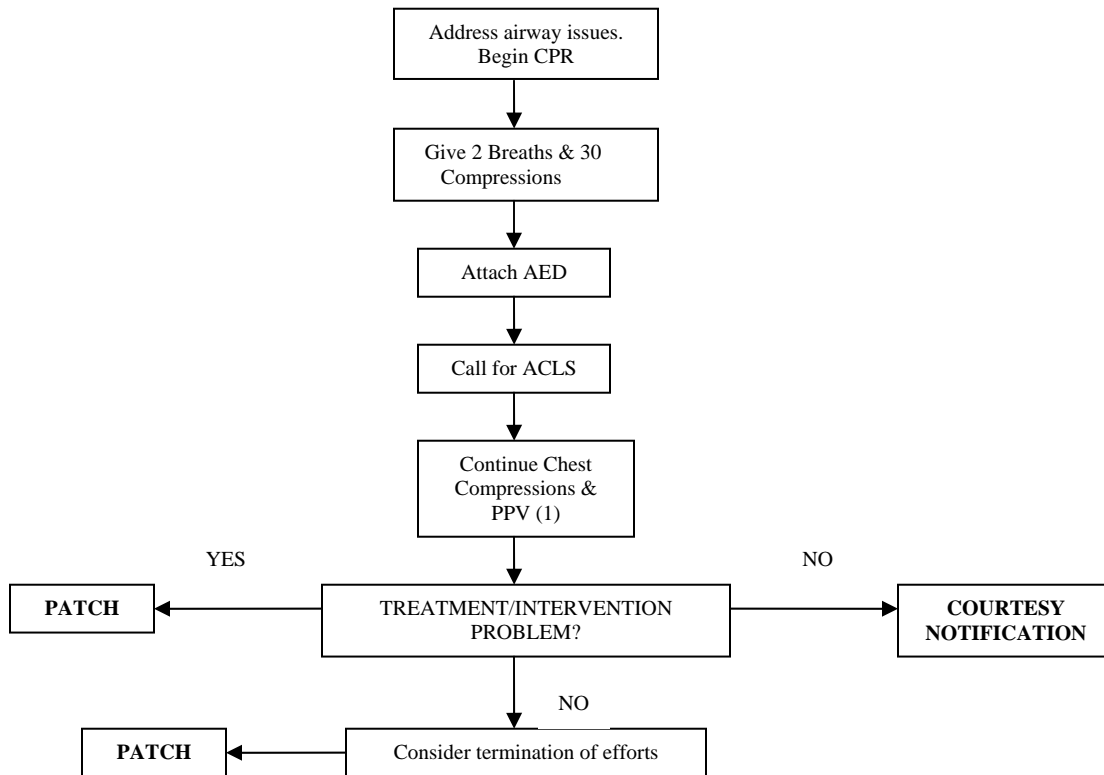 Address airway issues.
Begin CPR
Give 2 Breaths & 30
Compressions
Attach AED
Call for ACLS
Continue Chest
Compressions &
PPV (1)
YES
NO
PATCH
TREATMENT/INTERVENTION
PROBLEM?
COURTESY
NOTIFICATION
NO
PATCH
Consider termination of efforts